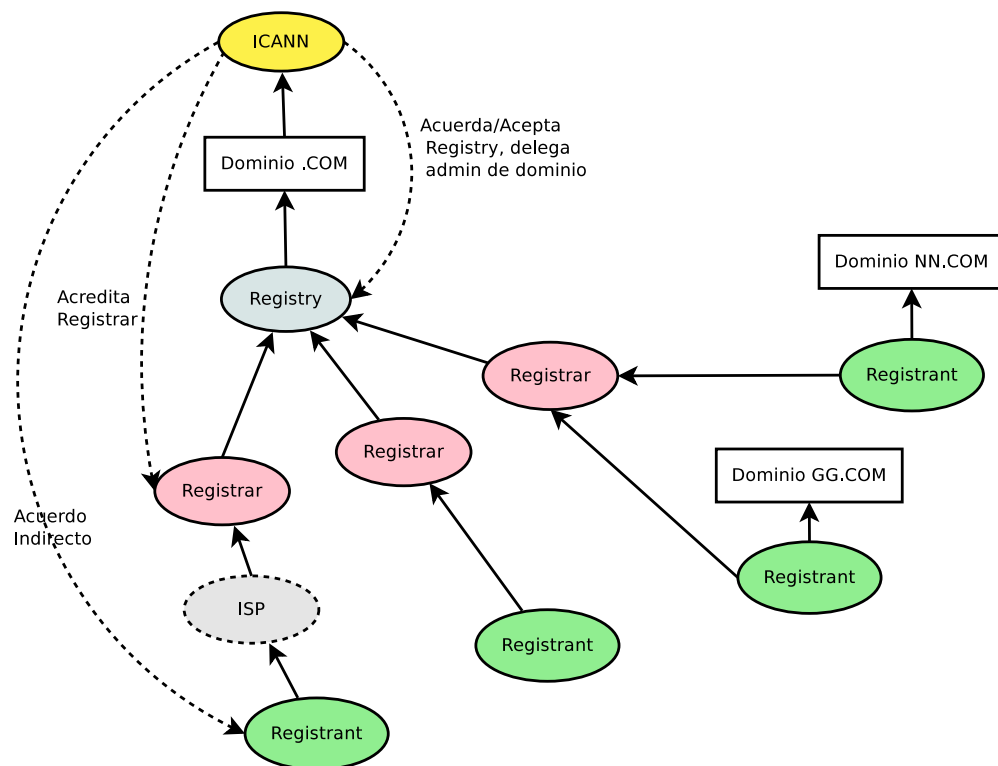 ICANN
Acuerda/Acepta
Registry, delega
admin de dominio
Dominio .COM
Dominio NN.COM
Registry
Acredita
Registrar
Registrar
Registrant
Registrar
Dominio GG.COM
Registrar
Acuerdo
Indirecto
Registrant
ISP
Registrant
Registrant